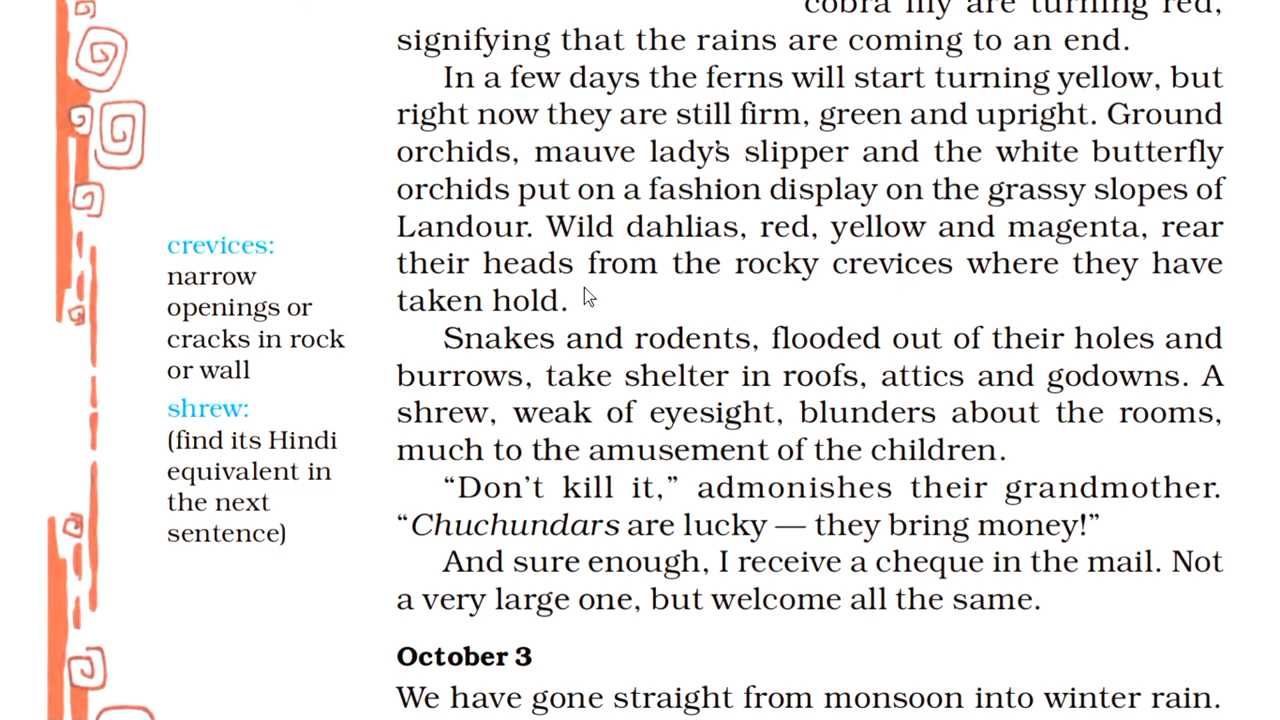 cobra lily are turning red,
signifying that the rains are coming to an end.
In a few days the ferns will start turning yellow, but
right now they are still firm, green and upright. Ground
orchids, mauve lady's slipper and the white butterfly
orchids put on a fashion display on the grassy slopes of
Landour. Wild dahlias, red, yellow and magenta, rear
their heads from the rocky crevices where they have
taken hold.
crevices:
narrow
openings or
cracks in rock
or wall
Snakes and rodents, flooded out of their holes and
burrows, take shelter in roofs, attics and godowns. A
shrew, weak of eyesight, blunders about the rooms,
much to the amusement of the children.
shrew:
(find its Hindi
equivalent in
the next
sentence)
“Don't kill it,” admonishes their grandmother.
“Chuchundars are lucky — they bring money!”
And sure enough, I receive a cheque in the mail. Not
a very large one, but welcome all the same.
October 3
We have gone straight from monsoon into winter rain.